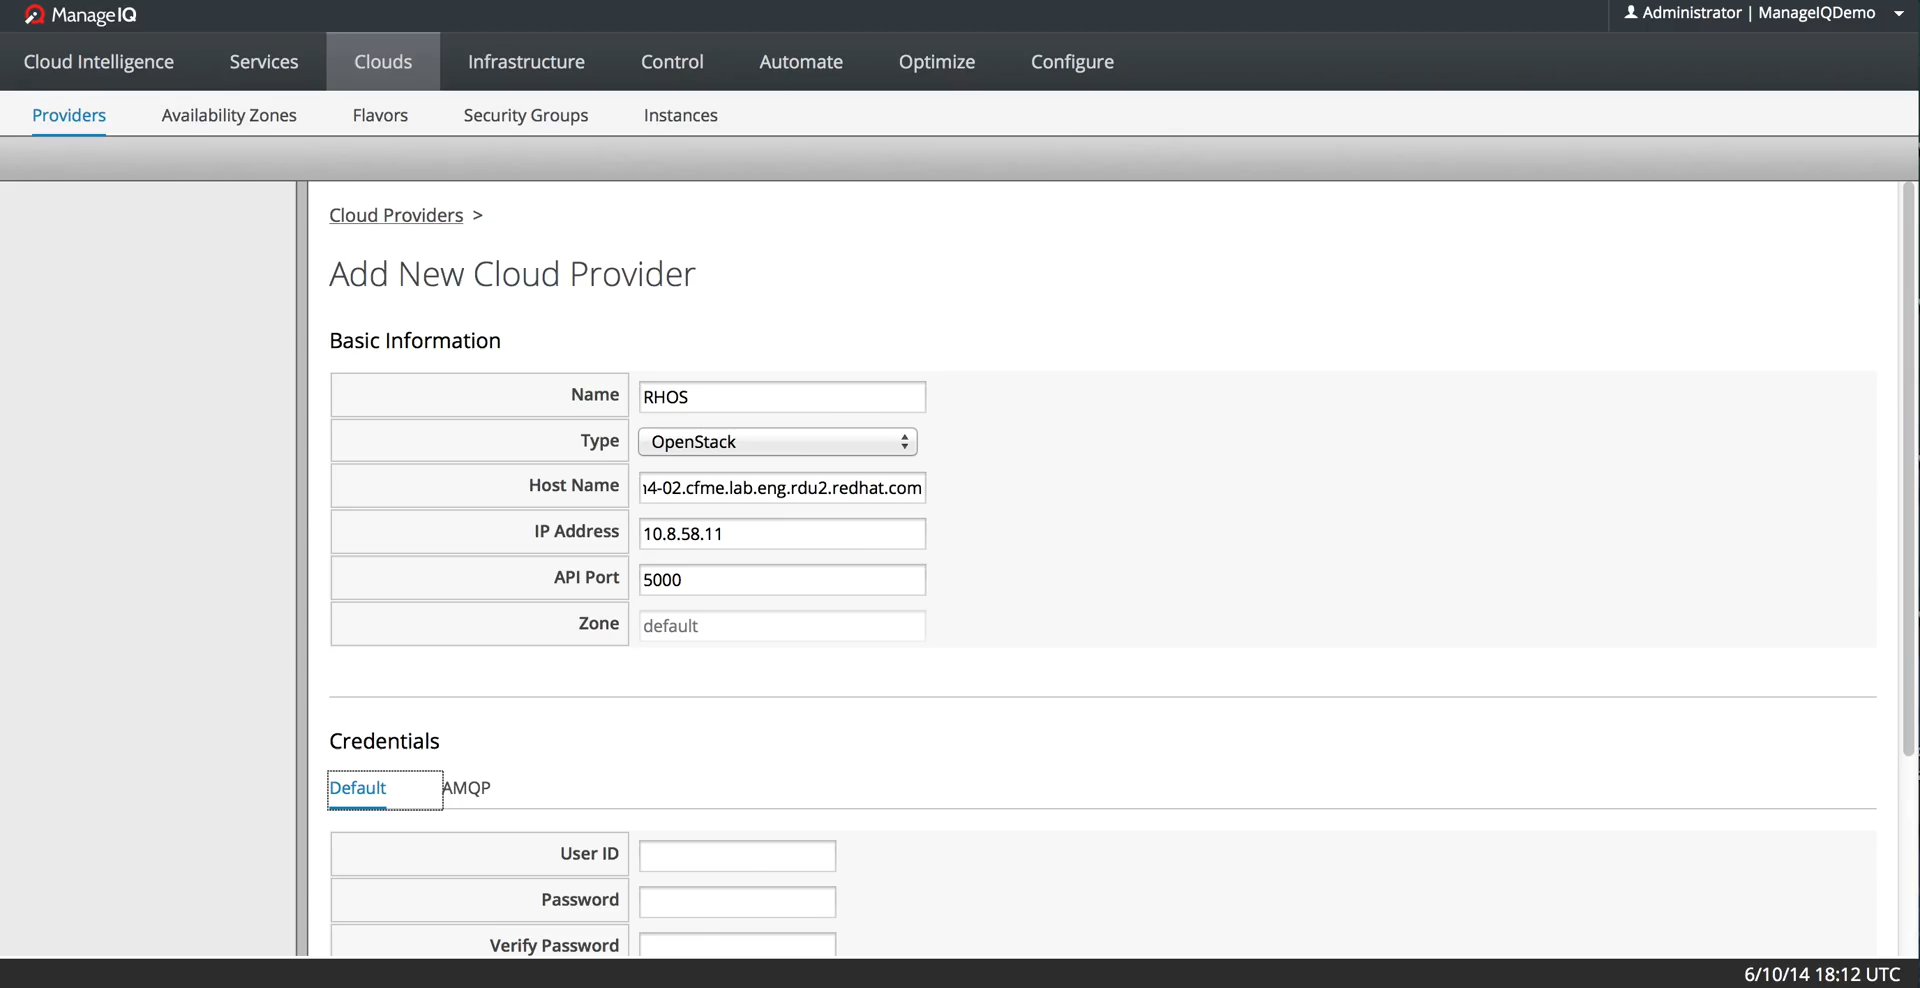 ManageIQ
Administrator | ManageIQDemo
Cloud Intelligence Services Clouds Infrastructure Control Automate Optimize Configure
Providers Availability Zones Flavors Security Groups Instances
Cloud Providers >
Add New Cloud Provider
Basic Information
Name RHOS
Type OpenStack
Host Name 4-02.cfme.lab.eng.rdu2.redhat.com
IP Address 10.8.58.11
API Port 5000
Zone default
Credentials
Default AMQP
User ID
Password
Verify Password
6/10/14 18:12 UTC